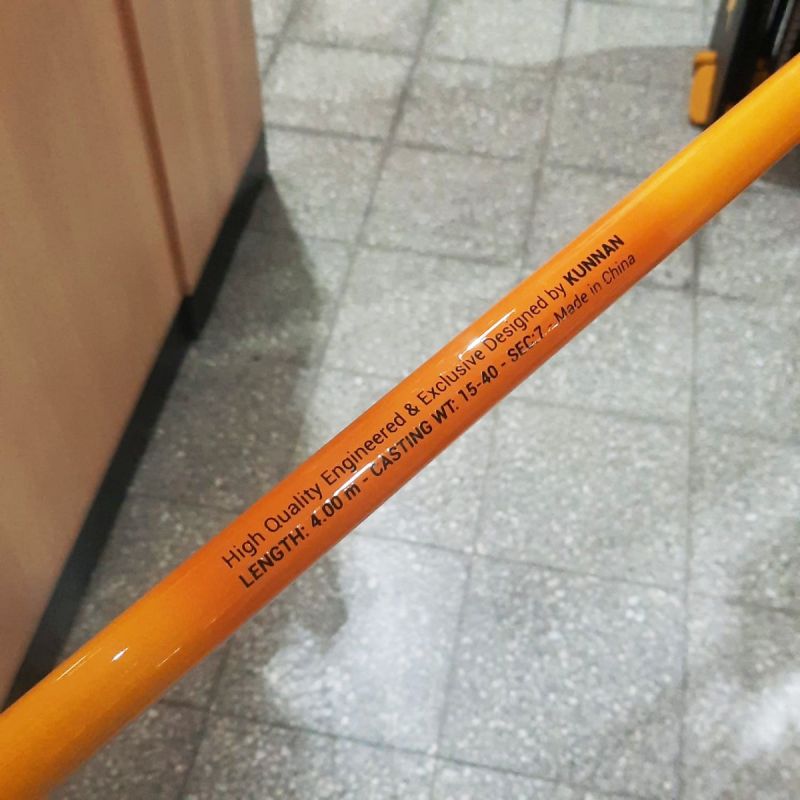 High Quality Engineered & Exclusive Designed by KUNNAN
LENGTH: 4.00 m - CASTING WT: 15-40 - SEC:7 - Made in China